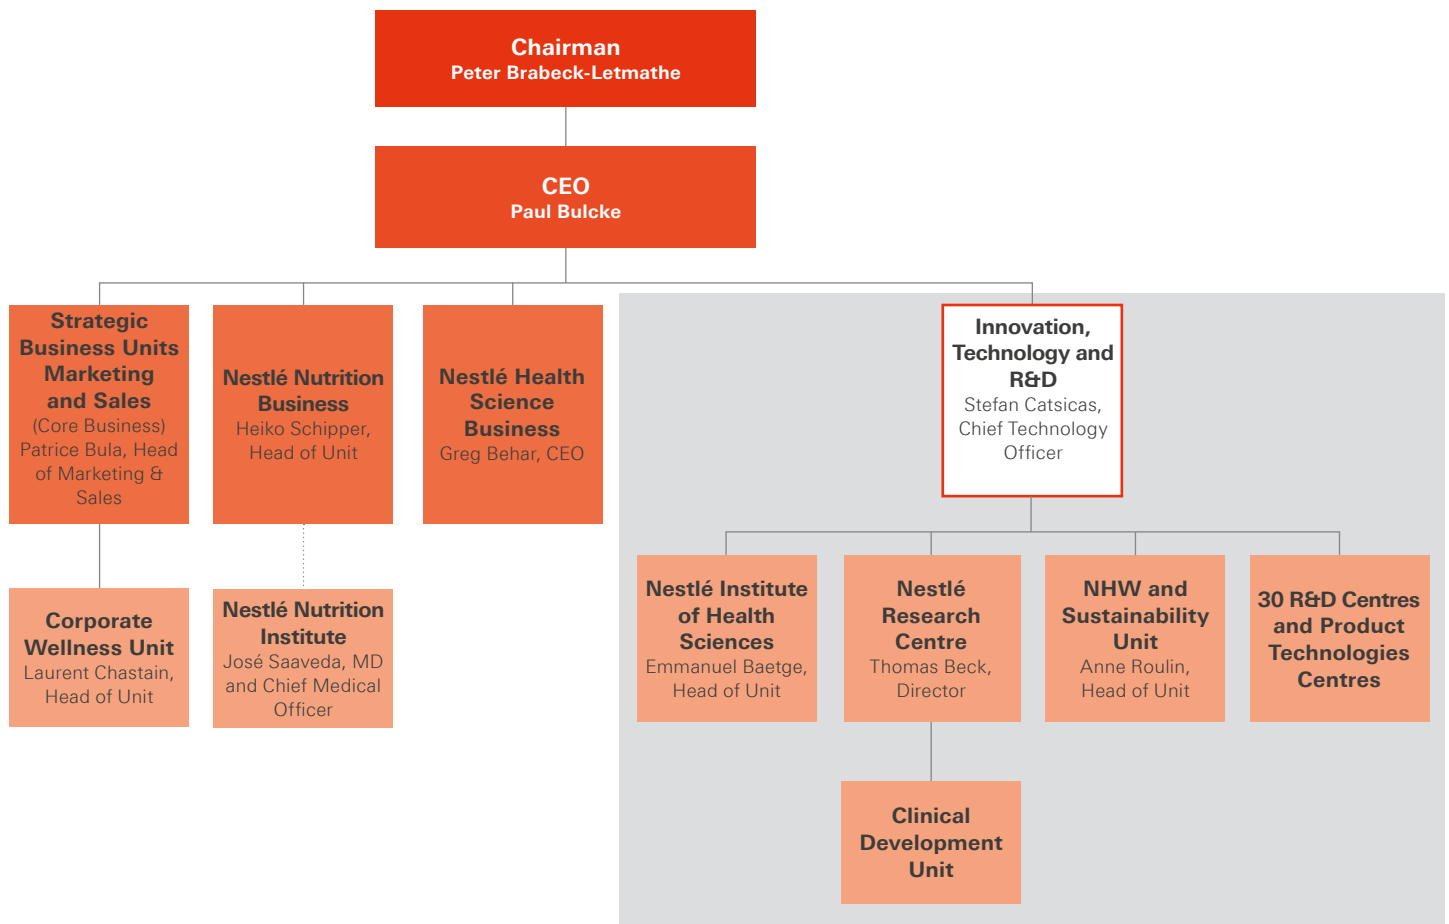 Chairman
Peter Brabeck-Letmathe
CEO
Paul Bulcke
Strategic
Business Units
Marketing
and Sales
(Core Business)
Patrice Bula, Head
of Marketing &
Sales
Nestlé Nutrition
Business
Heiko Schipper,
Head of Unit
Nestlé Health
Science
Business
Greg Behar, CEO
Innovation,
Technology and
R&D
Stefan Catsicas,
Chief Technology
Officer
Corporate
Wellness Unit
Laurent Chastain,
Head of Unit
Nestlé Nutrition
Institute
José Saaveda, MD
and Chief Medical
Officer
Nestlé Institute
of Health
Sciences
Emmanuel Baetge,
Head of Unit
Nestlé
Research
Centre
Thomas Beck,
Director
NHW and
Sustainability
Unit
Anne Roulin,
Head of Unit
30 R&D Centres
and Product
Technologies
Centres
Clinical
Development
Unit